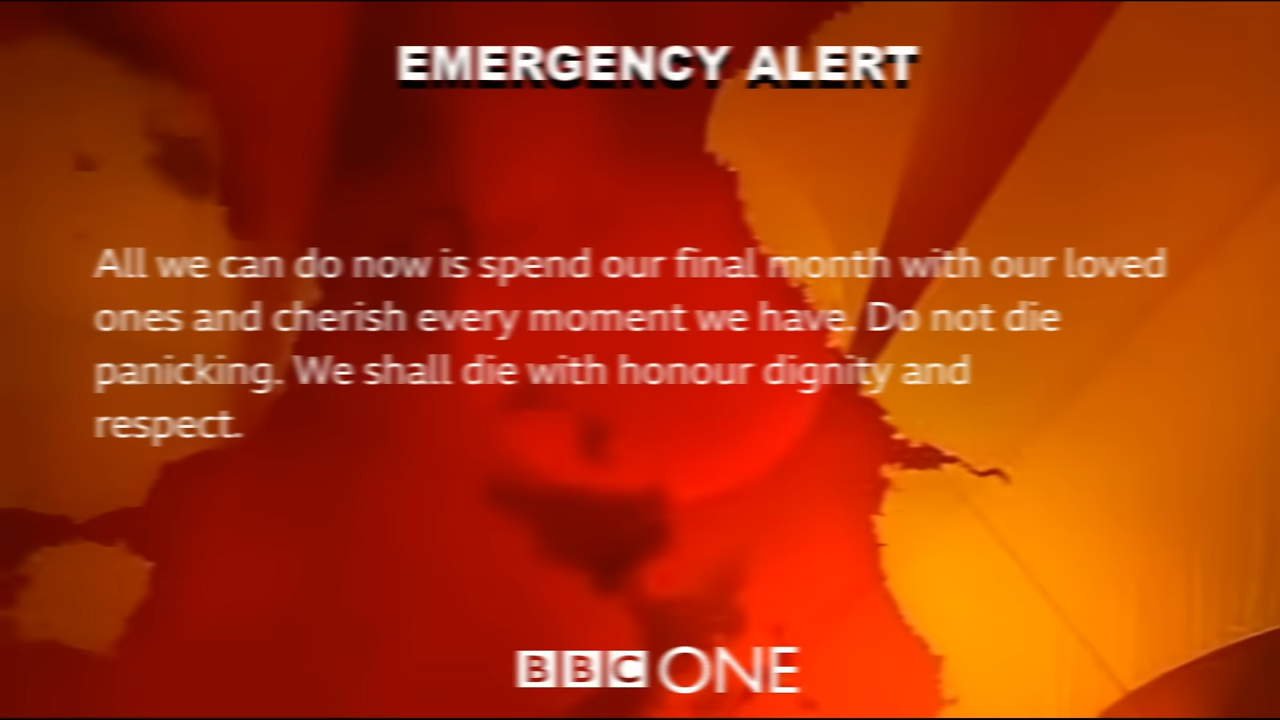 EMERGENCY ALERT
All we can do now is spend our final month with our loved
ones and cherish every moment we have. Do not die
panicking. We shall die with honour dignity and
respect.
BBC ONE